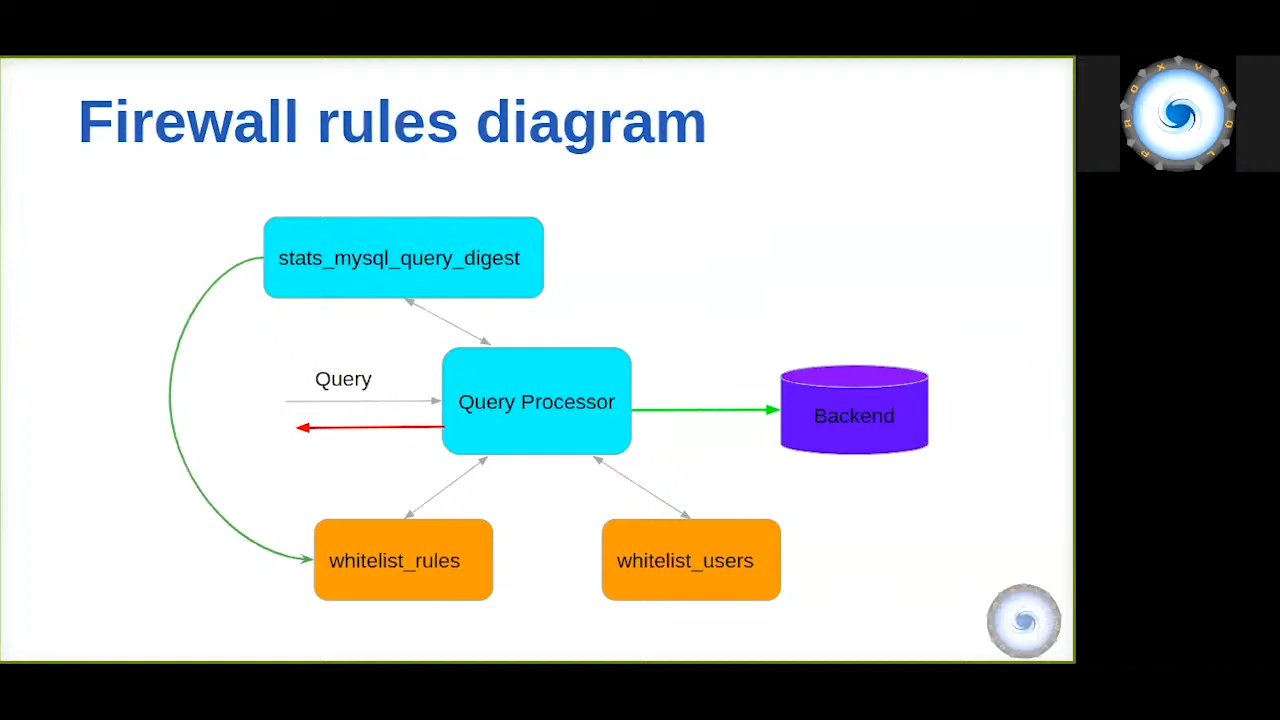 Firewall rules diagram
stats_mysql_query_digest
Query
Query Processor
Backend
whitelist_rules
whitelist_users
P R O X Y S Q L